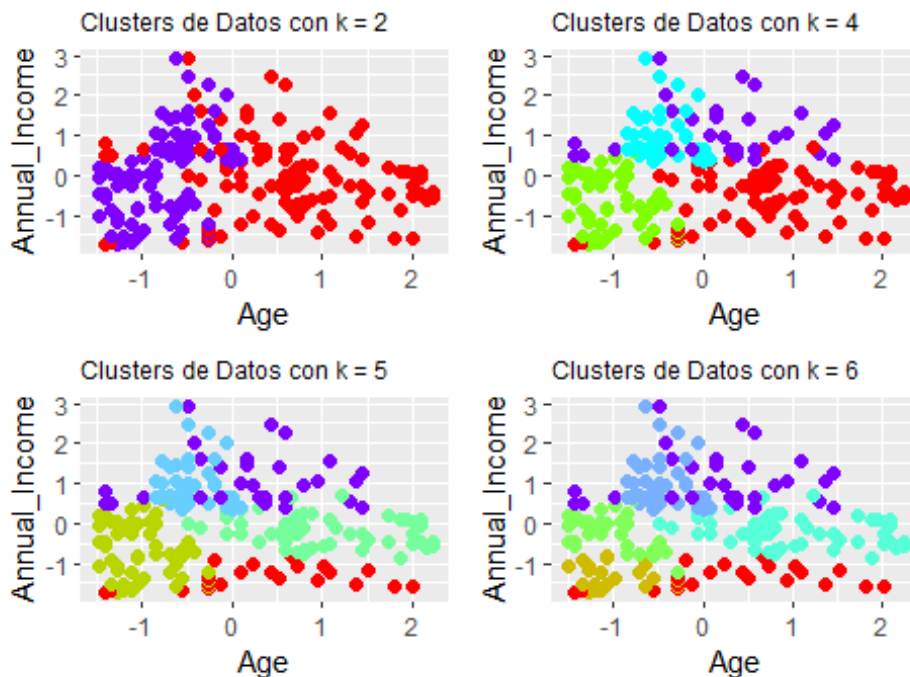 Clusters de Datos con k = 2
Annual_Income
3
2
1
0
-1
-1 0 1 2
Age
Clusters de Datos con k = 4
Annual_Income
3
2
1
0
-1
-1 0 1 2
Age
Clusters de Datos con k = 5
Annual_Income
3
2
1
0
-1
-1 0 1 2
Age
Clusters de Datos con k = 6
Annual_Income
3
2
1
0
-1
-1 0 1 2
Age